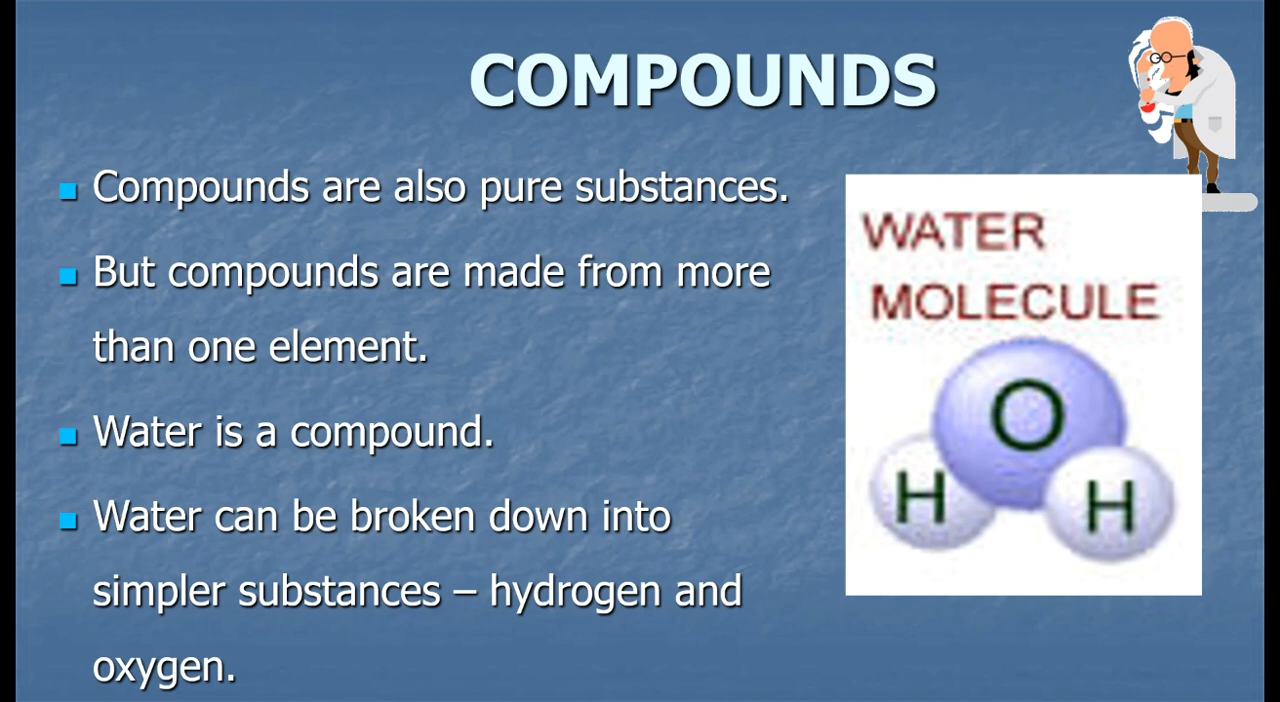 COMPOUNDS
Compounds are also pure substances.
But compounds are made from more
than one element.
Water is a compound.
Water can be broken down into
simpler substances – hydrogen and
oxygen.
WATER
MOLECULE
O
H H